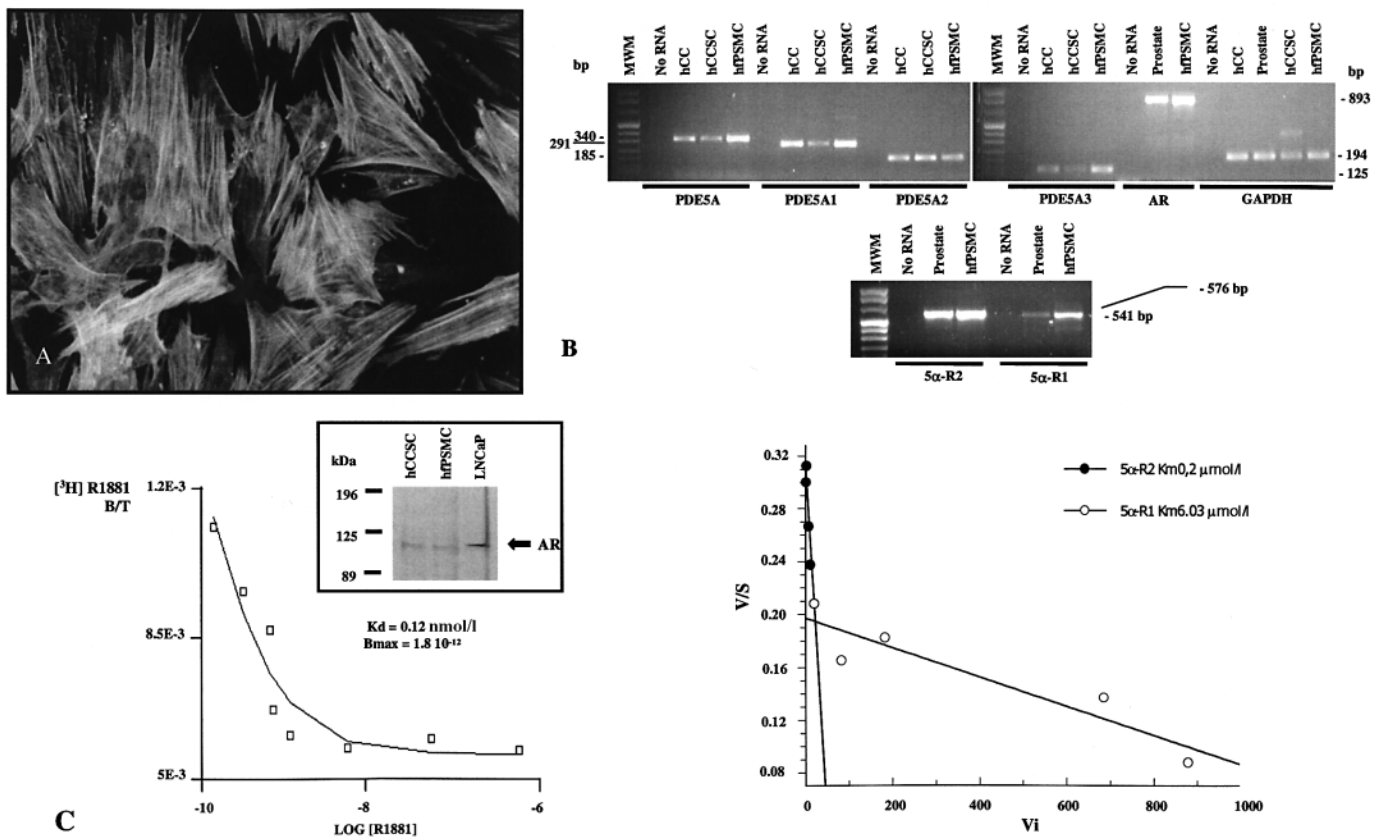 A
bp
MWM
No RNA
hCC
hCCSC
hfPSMC
No RNA
hCC
hCCSC
hfPSMC
No RNA
hCC
hCCSC
hfPSMC
MWM
No RNA
hCC
hCCSC
hfPSMC
No RNA
Prostate
hfPSMC
No RNA
hCC
Prostate
hCCSC
hfPSMC
bp
340 -
291
185 -
- 893
- 194
- 125
PDE5A
PDE5A1
PDE5A2
PDE5A3
AR
GAPDH
B
MWM
No RNA
Prostate
hfPSMC
No RNA
Prostate
hfPSMC
- 576 bp
- 541 bp
5α-R2
5α-R1
[³H] R1881
B/T
1.2E-3
8.5E-3
5E-3
-10
-8
-6
LOG [R1881]
C
kDa
hCCSC
hfPSMC
LNCaP
196
125
89
AR
Kd = 0.12 nmol/l
Bmax = 1.8 10⁻¹²
V/S
0.32
0.28
0.24
0.20
0.16
0.12
0.08
5α-R2 Km0,2 µmol/l
5α-R1 Km6.03 µmol/l
0
200
400
600
800
1000
Vi